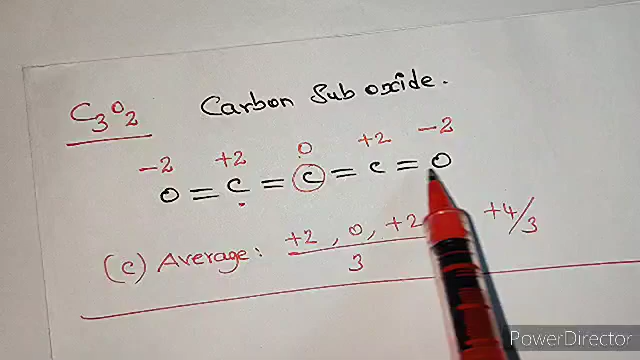 C3O2 Carbon Sub oxide.
-2 +2 0 +2 -2
O = C = C = C = O
(C) Average: +2, 0, +2 +4/3
3
PowerDirector